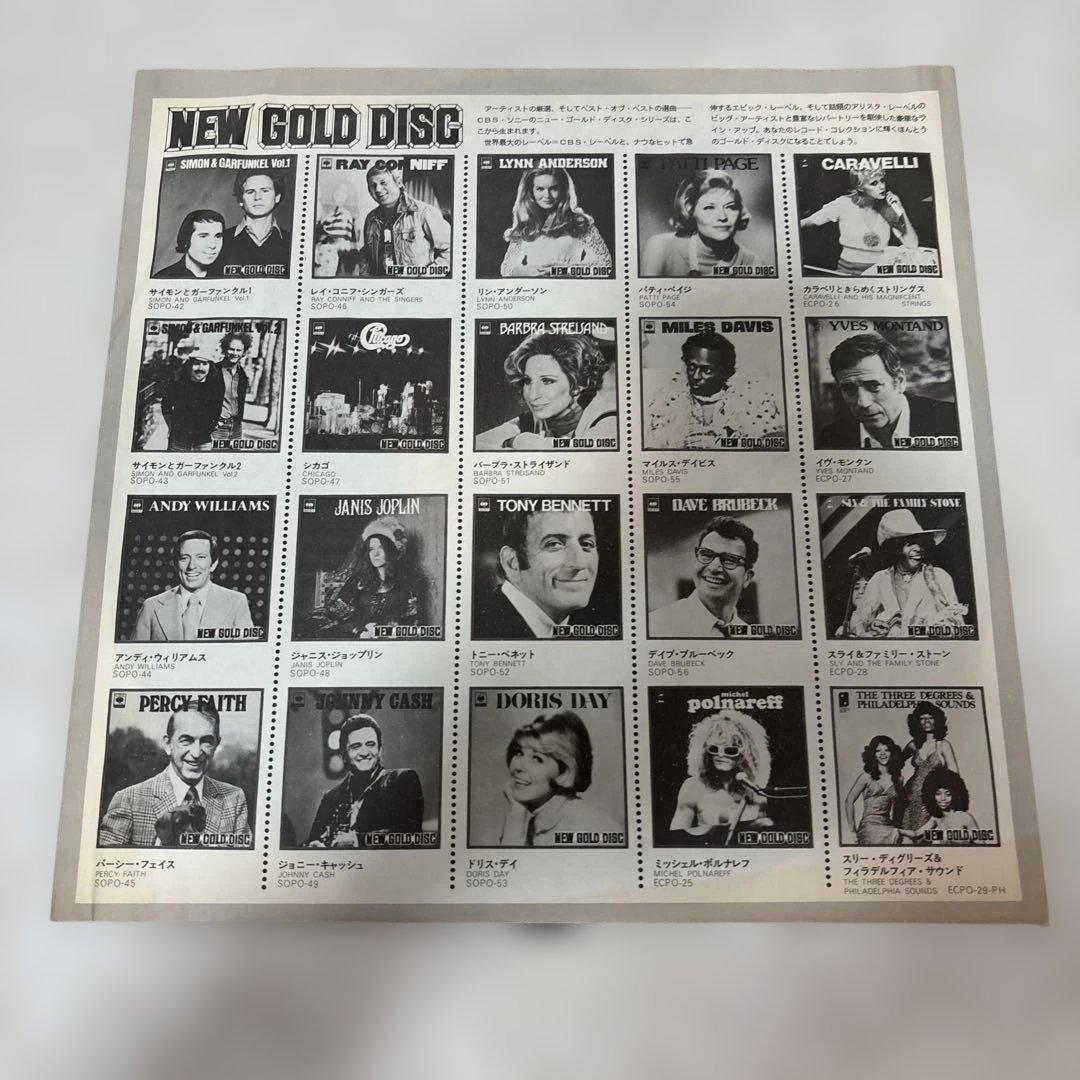 NEW GOLD DISC
アーティストの厳選、そしてベスト・オブ・ベストの選曲──
CBS・ソニーのニュー・ゴールド・ディスク・シリーズは、こ
こから生まれます。
世界最大のレーベル=CBS・レーベルと、ナウなヒットで急
伸するエピック・レーベル、そして話題のアリスタ・レーベルの
ビッグ・アーティストと豊富なレパートリーを駆使した豪華なラ
イン・アップ。あなたのレコード・コレクションに輝くほんとう
のゴールド・ディスクになることでしょう。
SIMON & GARFUNKEL Vol.1
NEW GOLD DISC
サイモンとガーファンクル1
SIMON AND GARFUNKEL Vol.1
SOPO-42
RAY CONNIFF
NEW GOLD DISC
レイ・コニフ・シンガーズ
RAY CONNIFF AND THE SINGERS
SOPO-46
LYNN ANDERSON
NEW GOLD DISC
リン・アンダーソン
LYNN ANDERSON
SOPO-50
PATTI PAGE
NEW GOLD DISC
パティ・ペイジ
PATTI PAGE
SOPO-54
CARAVELLI
NEW GOLD DISC
カラベリときらめくストリングス
CARAVELLI AND HIS MAGNIFICENT
STRINGS
ECPO-26
SIMON & GARFUNKEL Vol.2
NEW GOLD DISC
サイモンとガーファンクル2
SIMON AND GARFUNKEL Vol.2
SOPO-43
Chicago
NEW GOLD DISC
シカゴ
CHICAGO
SOPO-47
BARBRA STREISAND
NEW GOLD DISC
バーブラ・ストライザンド
BARBRA STREISAND
SOPO-51
MILES DAVIS
NEW GOLD DISC
マイルス・デイビス
MILES DAVIS
SOPO-55
YVES MONTAND
NEW GOLD DISC
イヴ・モンタン
YVES MONTAND
ECPO-27
ANDY WILLIAMS
NEW GOLD DISC
アンディ・ウィリアムス
ANDY WILLIAMS
SOPO-44
JANIS JOPLIN
NEW GOLD DISC
ジャニス・ジョップリン
JANIS JOPLIN
SOPO-48
TONY BENNETT
NEW GOLD DISC
トニー・ベネット
TONY BENNETT
SOPO-52
DAVE BRUBECK
NEW GOLD DISC
デイブ・ブルーベック
DAVE BRUBECK
SOPO-56
SLY & THE FAMILY STONE
NEW GOLD DISC
スライ&ファミリー・ストーン
SLY AND THE FAMILY STONE
ECPO-28
PERCY FAITH
NEW GOLD DISC
パーシー・フェイス
PERCY FAITH
SOPO-45
JOHNNY CASH
NEW GOLD DISC
ジョニー・キャッシュ
JOHNNY CASH
SOPO-49
DORIS DAY
NEW GOLD DISC
ドリス・デイ
DORIS DAY
SOPO-53
michel
polnareff
NEW GOLD DISC
ミッシェル・ポルナレフ
MICHEL POLNAREFF
ECPO-25
THE THREE DEGREES &
PHILADELPHIA SOUNDS
NEW GOLD DISC
スリー・ディグリーズ&
フィラデルフィア・サウンド
THE THREE DEGREES &
PHILADELPHIA SOUNDS ECPO-29-PH